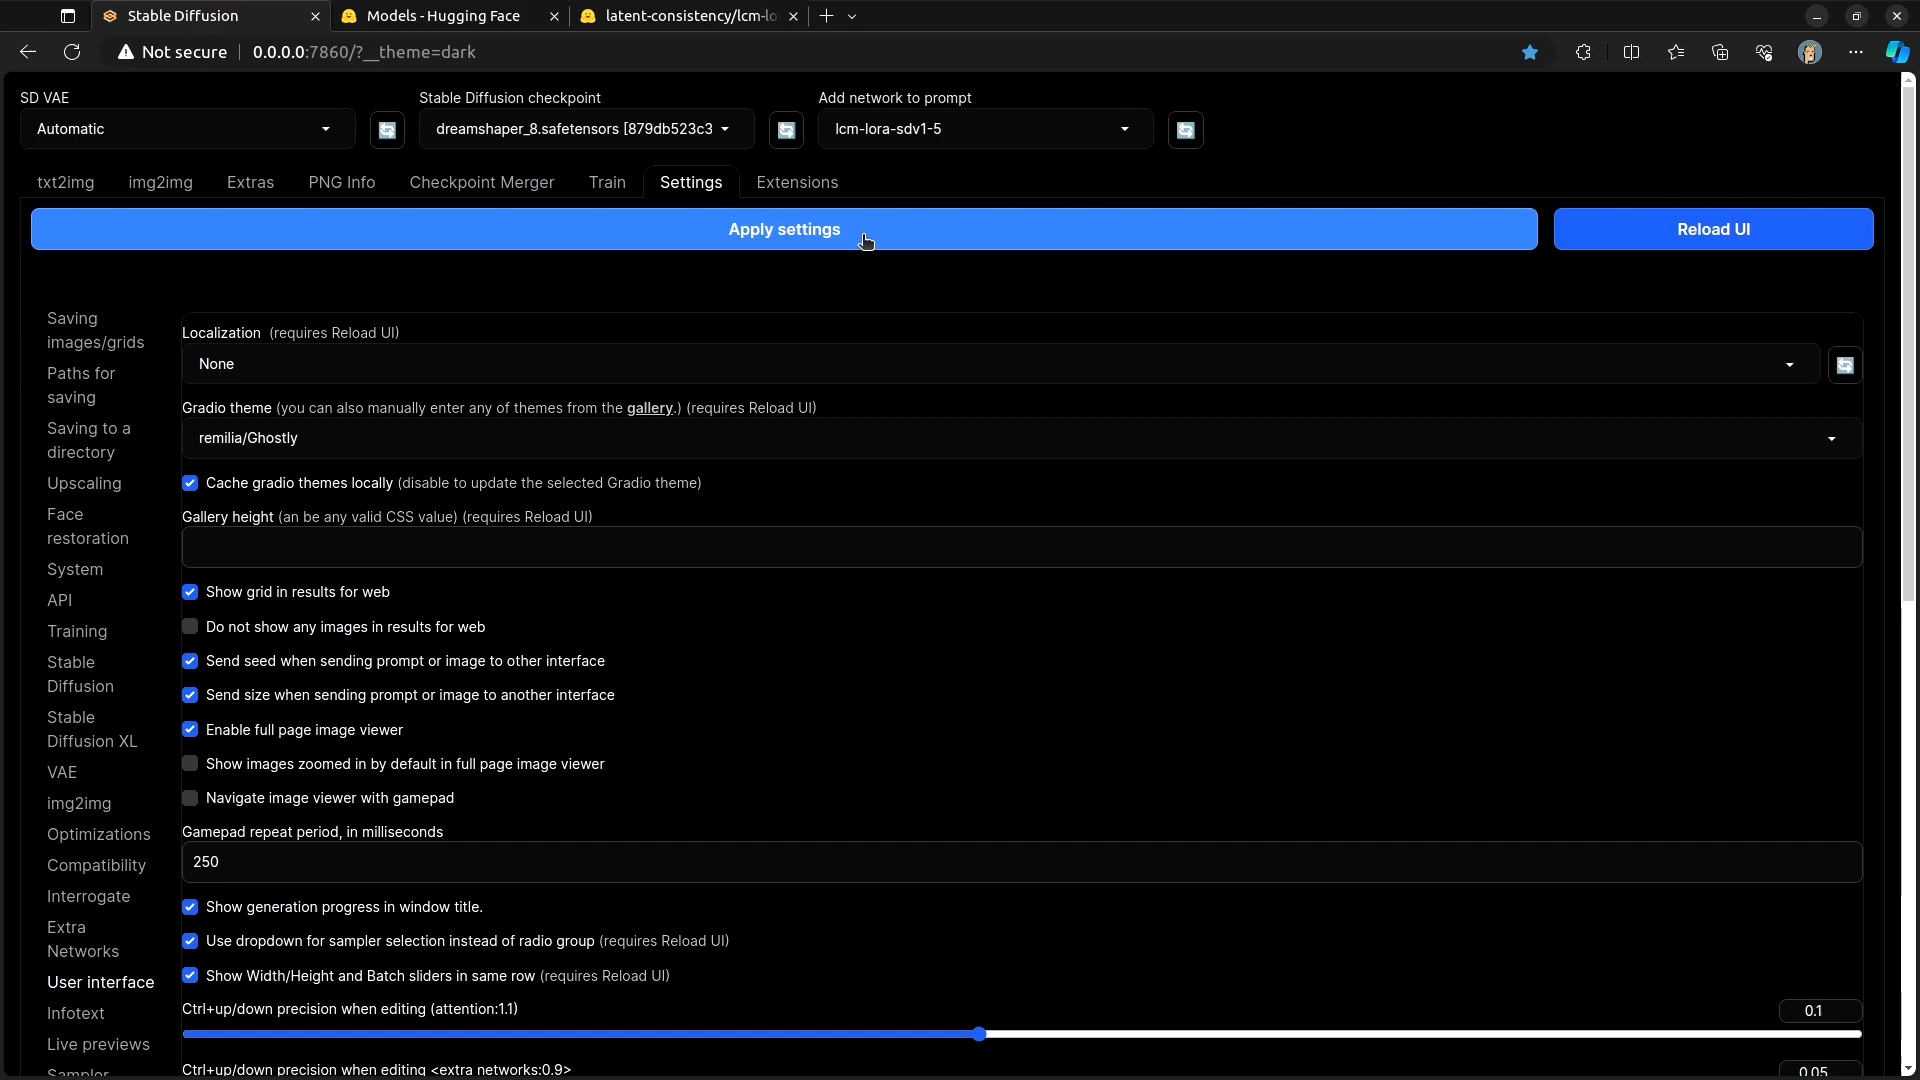 Stable Diffusion
Models - Hugging Face
latent-consistency/lcm-lo
Not secure
0.0.0.0:7860/?__theme=dark
SD VAE
Stable Diffusion checkpoint
Add network to prompt
Automatic
dreamshaper_8.safetensors [879db523c3
lcm-lora-sdv1-5
txt2img
img2img
Extras
PNG Info
Checkpoint Merger
Train
Settings
Extensions
Apply settings
Reload UI
Saving
images/grids
Paths for
saving
Saving to a
directory
Upscaling
Face
restoration
System
API
Training
Stable
Diffusion
Stable
Diffusion XL
VAE
img2img
Optimizations
Compatibility
Interrogate
Extra
Networks
User interface
Infotext
Live previews
Sampler
Localization (requires Reload UI)
None
Gradio theme (you can also manually enter any of themes from the gallery.) (requires Reload UI)
remilia/Ghostly
Cache gradio themes locally (disable to update the selected Gradio theme)
Gallery height (an be any valid CSS value) (requires Reload UI)
Show grid in results for web
Do not show any images in results for web
Send seed when sending prompt or image to other interface
Send size when sending prompt or image to another interface
Enable full page image viewer
Show images zoomed in by default in full page image viewer
Navigate image viewer with gamepad
Gamepad repeat period, in milliseconds
250
Show generation progress in window title.
Use dropdown for sampler selection instead of radio group (requires Reload UI)
Show Width/Height and Batch sliders in same row (requires Reload UI)
Ctrl+up/down precision when editing (attention:1.1)
0.1
Ctrl+up/down precision when editing <extra networks:0.9>
0.05